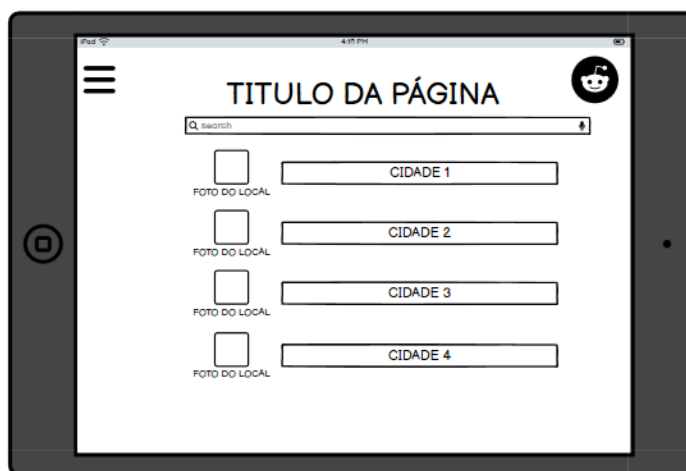 iPad 4:15 PM
TITULO DA PÁGINA
search
CIDADE 1
FOTO DO LOCAL
CIDADE 2
FOTO DO LOCAL
CIDADE 3
FOTO DO LOCAL
CIDADE 4
FOTO DO LOCAL